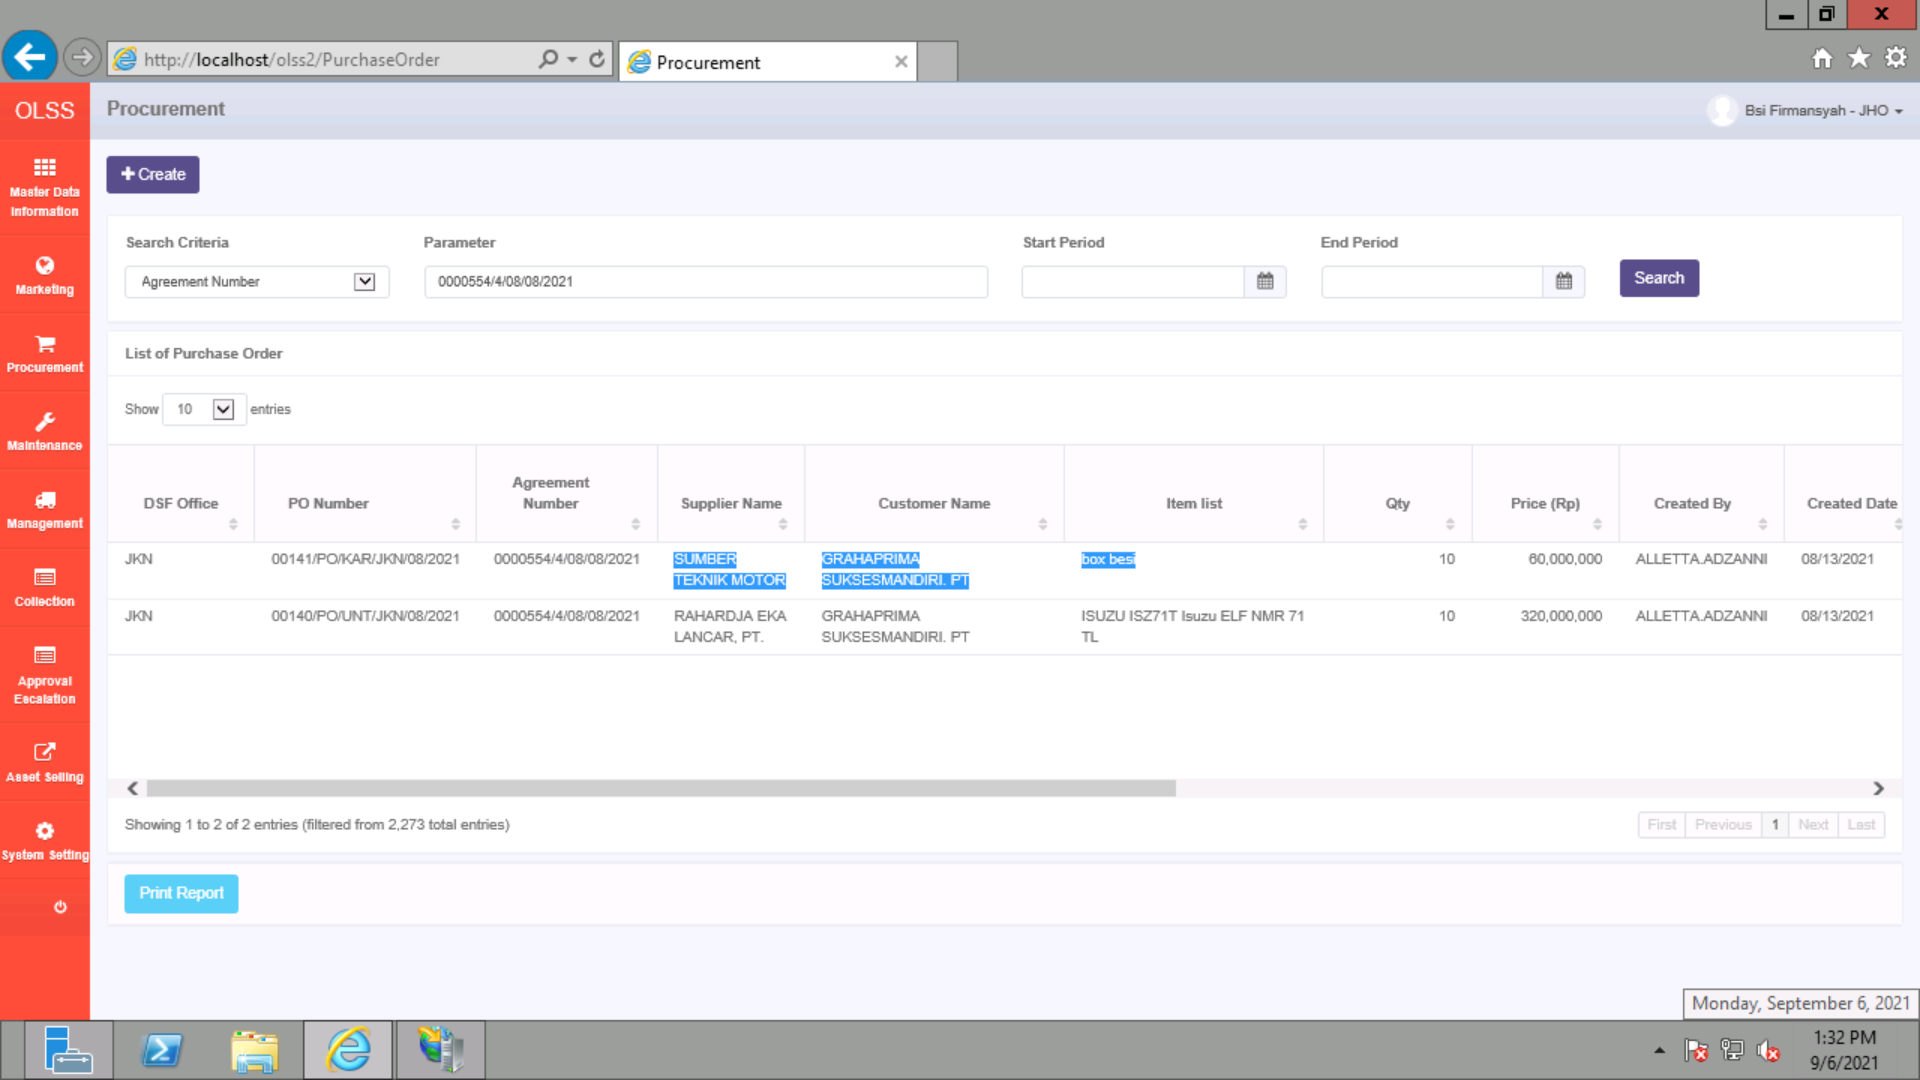 http://localhost/olss2/PurchaseOrder
Procurement
OLSS
Procurement
Bsi Firmansyah - JHO
Master Data
Information
Marketing
Procurement
Maintenance
Management
Collection
Approval
Escalation
Asset Selling
System Setting
+ Create
Search Criteria
Parameter
Start Period
End Period
Agreement Number
0000554/4/08/08/2021
Search
List of Purchase Order
Show 10 entries
DSF Office
PO Number
Agreement
Number
Supplier Name
Customer Name
Item list
Qty
Price (Rp)
Created By
Created Date
JKN
00141/PO/KAR/JKN/08/2021
0000554/4/08/08/2021
SUMBER
TEKNIK MOTOR
GRAHAPRIMA
SUKSESMANDIRI. PT
box besi
10
60,000,000
ALLETTA.ADZANNI
08/13/2021
JKN
00140/PO/UNT/JKN/08/2021
0000554/4/08/08/2021
RAHARDJA EKA
LANCAR, PT.
GRAHAPRIMA
SUKSESMANDIRI. PT
ISUZU ISZ71T Isuzu ELF NMR 71
TL
10
320,000,000
ALLETTA.ADZANNI
08/13/2021
Showing 1 to 2 of 2 entries (filtered from 2,273 total entries)
First Previous 1 Next Last
Print Report
Monday, September 6, 2021
1:32 PM
9/6/2021